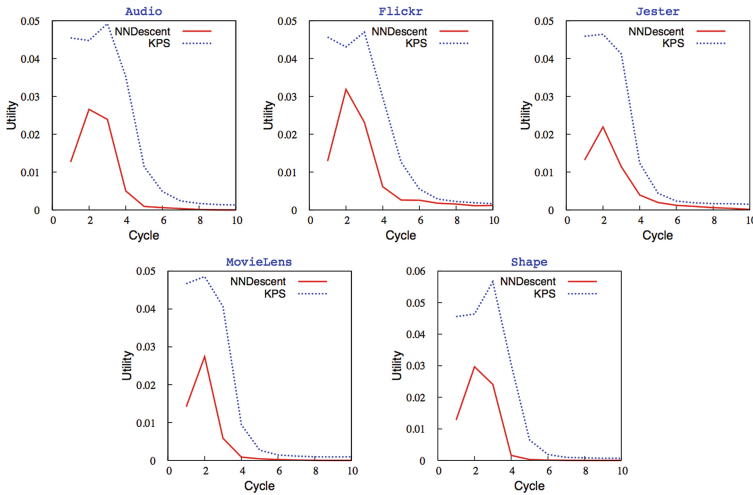 Audio
0.05
0.04
0.03
0.02
0.01
0
Utility
NNDescent
KPS
0 2 4 6 8 10
Cycle
Flickr
0.05
0.04
0.03
0.02
0.01
0
Utility
NNDescent
KPS
0 2 4 6 8 10
Cycle
Jester
0.05
0.04
0.03
0.02
0.01
0
Utility
NNDescent
KPS
0 2 4 6 8 10
Cycle
MovieLens
0.05
0.04
0.03
0.02
0.01
0
Utility
NNDescent
KPS
0 2 4 6 8 10
Cycle
Shape
0.06
0.05
0.04
0.03
0.02
0.01
0
Utility
NNDescent
KPS
0 2 4 6 8 10
Cycle